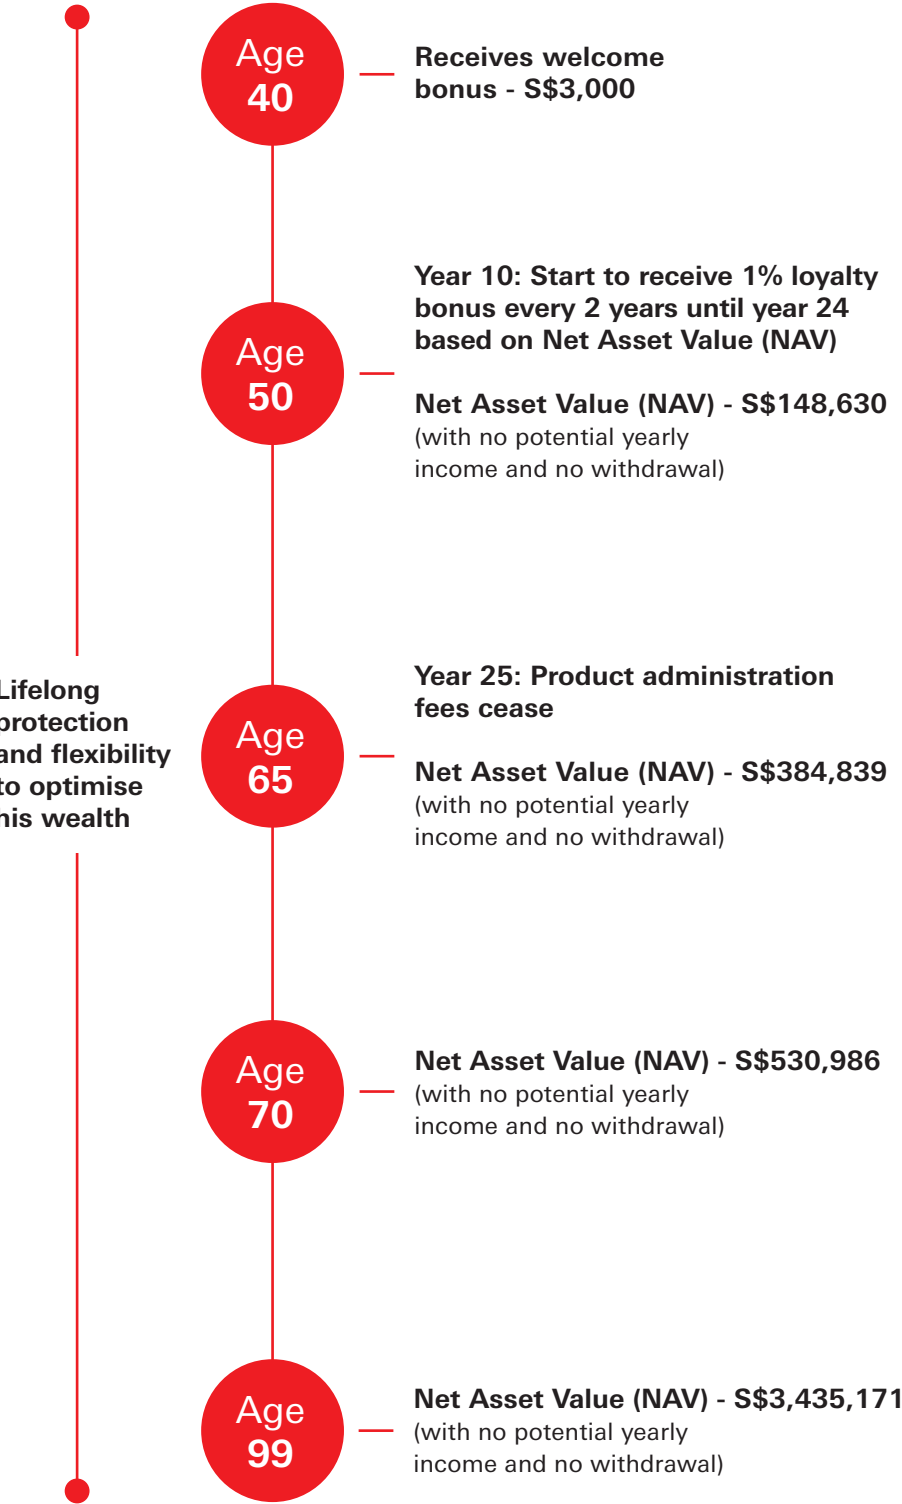 Age
40
Receives welcome
bonus - S$3,000
Age
50
Year 10: Start to receive 1% loyalty
bonus every 2 years until year 24
based on Net Asset Value (NAV)
Net Asset Value (NAV) - S$148,630
(with no potential yearly
income and no withdrawal)
Lifelong
protection
and flexibility
to optimise
his wealth
Age
65
Year 25: Product administration
fees cease
Net Asset Value (NAV) - S$384,839
(with no potential yearly
income and no withdrawal)
Age
70
Net Asset Value (NAV) - S$530,986
(with no potential yearly
income and no withdrawal)
Age
99
Net Asset Value (NAV) - S$3,435,171
(with no potential yearly
income and no withdrawal)